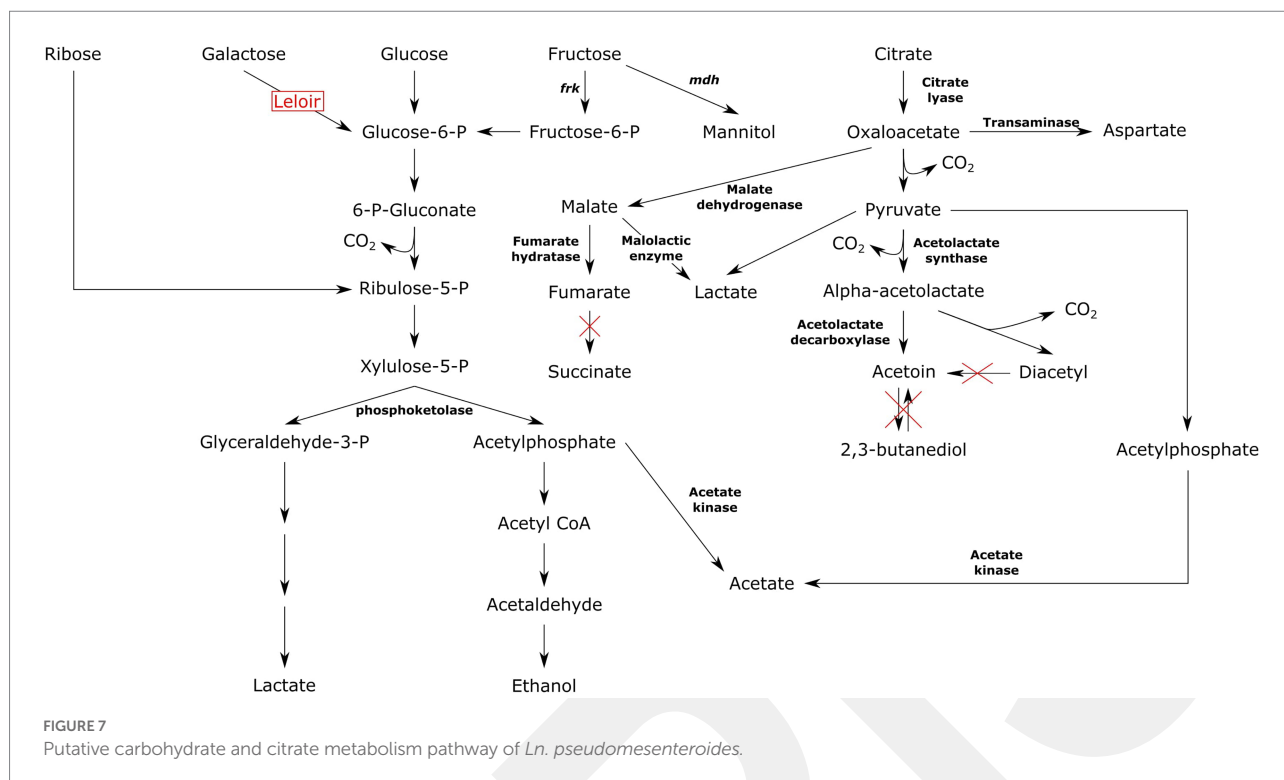 Ribose
Galactose
Glucose
Fructose
Citrate
frk
mdh
Citrate
lyase
Leloir
Glucose-6-P
Fructose-6-P
Mannitol
Oxaloacetate
Transaminase
Aspartate
CO₂
Malate
dehydrogenase
6-P-Gluconate
Malate
Pyruvate
CO₂
Fumarate
hydratase
Malolactic
enzyme
CO₂
Acetolactate
synthase
Ribulose-5-P
Fumarate
Lactate
Alpha-acetolactate
CO₂
Acetolactate
decarboxylase
Xylulose-5-P
Succinate
Acetoin
Diacetyl
phosphoketolase
Glyceraldehyde-3-P
Acetylphosphate
2,3-butanediol
Acetylphosphate
Acetate
kinase
Acetyl CoA
Acetate
kinase
Acetate
Acetaldehyde
Lactate
Ethanol
FIGURE 7
Putative carbohydrate and citrate metabolism pathway of Ln. pseudomesenteroides.